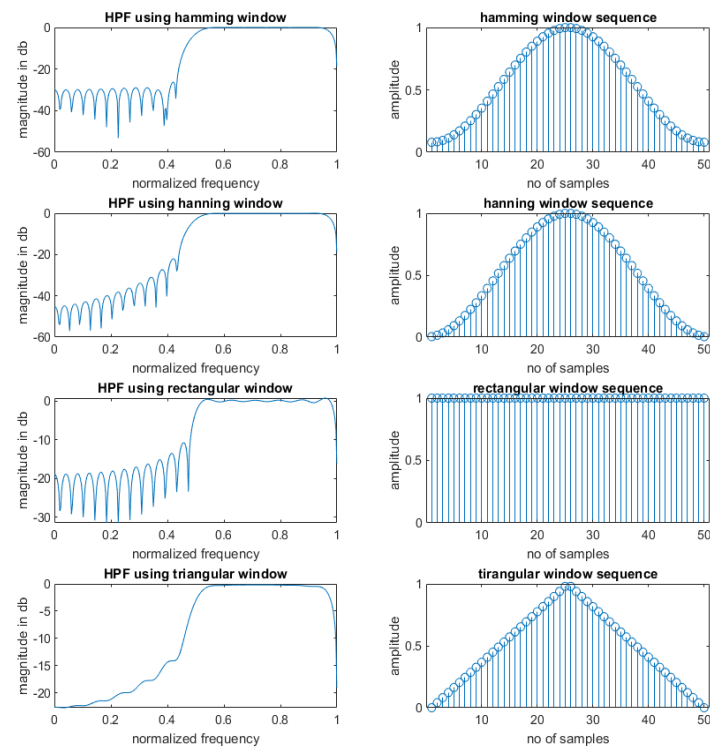 HPF using hamming window
magnitude in db
0
-20
-40
-60
0 0.2 0.4 0.6 0.8 1
normalized frequency
hamming window sequence
amplitude
1
0.5
0
10 20 30 40 50
no of samples
HPF using hanning window
magnitude in db
0
-20
-40
-60
0 0.2 0.4 0.6 0.8 1
normalized frequency
hanning window sequence
amplitude
1
0.5
0
10 20 30 40 50
no of samples
HPF using rectangular window
magnitude in db
0
-10
-20
-30
0 0.2 0.4 0.6 0.8 1
normalized frequency
rectangular window sequence
amplitude
1
0.5
0
10 20 30 40 50
no of samples
HPF using triangular window
magnitude in db
0
-5
-10
-15
-20
0 0.2 0.4 0.6 0.8 1
normalized frequency
tirangular window sequence
amplitude
1
0.5
0
10 20 30 40 50
no of samples